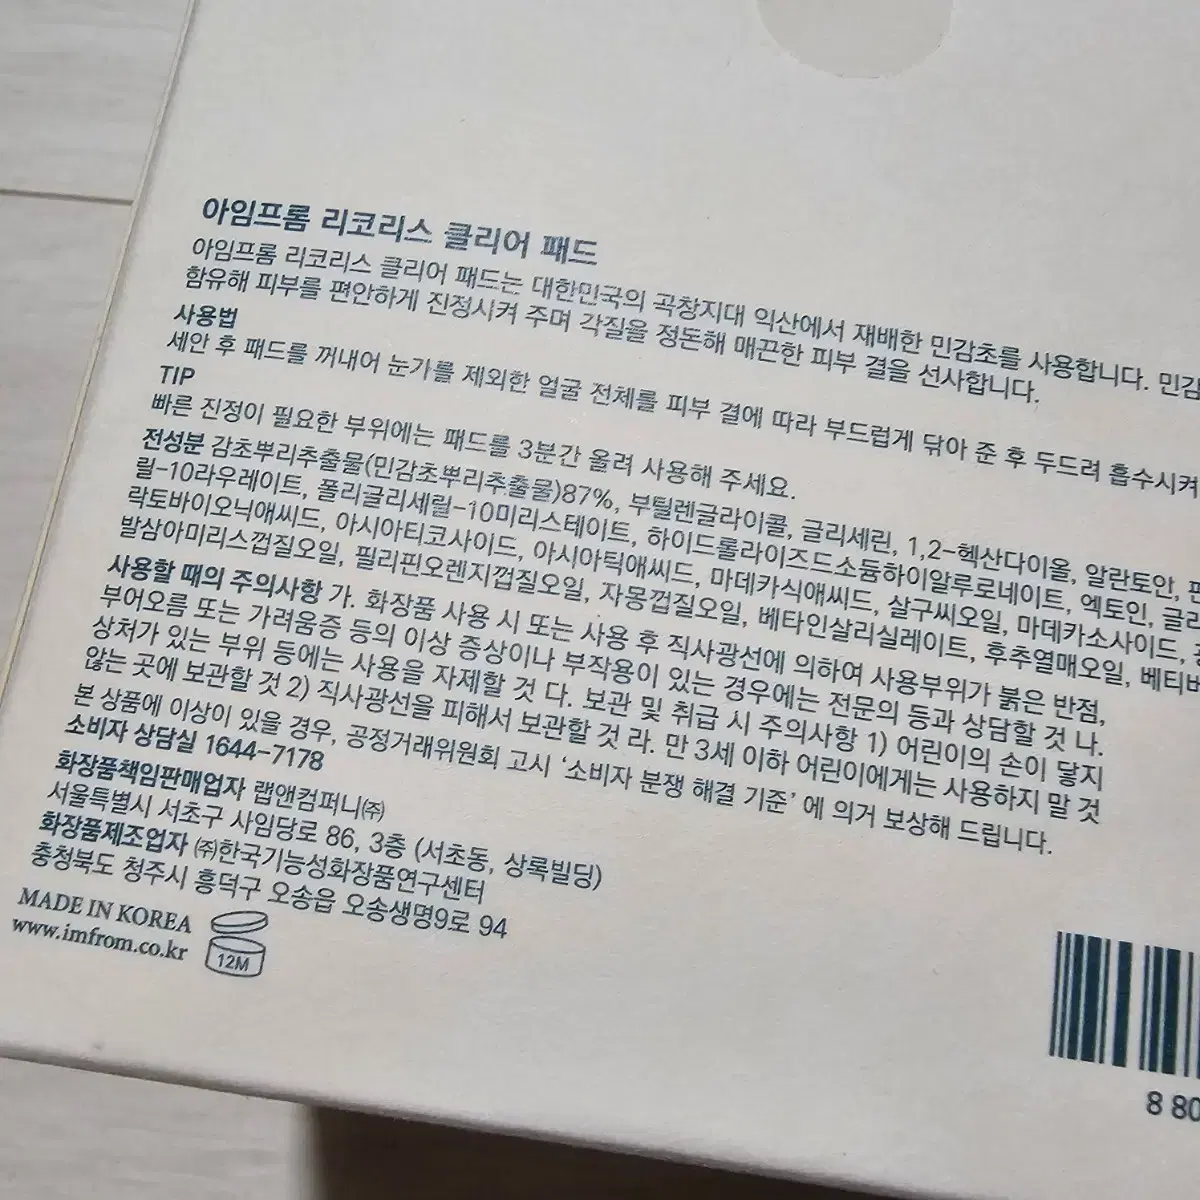 아임프롬 리코리스 클리어 패드
아임프롬 리코리스 클리어 패드는 대한민국의 곡창지대 익산에서 재배한 민감초를 사용합니다. 민감
함유해 피부를 편안하게 진정시켜 주며 각질을 정돈해 매끈한 피부 결을 선사합니다.
사용법
세안 후 패드를 꺼내어 눈가를 제외한 얼굴 전체를 피부 결에 따라 부드럽게 닦아 준 후 두드려 흡수시켜
TIP
빠른 진정이 필요한 부위에는 패드를 3분간 올려 사용해 주세요.
전성분 감초뿌리추출물(민감초뿌리추출물)87%, 부틸렌글라이콜, 글리세린, 1,2-헥산다이올, 알란토안, 판
릴-10라우레이트, 폴리글리세릴-10미리스테이트, 하이드롤라이즈드소듐하이알루로네이트, 엑토인, 글리
락토바이오닉애씨드, 아시아티코사이드, 아시아틱애씨드, 마데카식애씨드, 살구씨오일, 마데카소사이드,
발삼아미리스껍질오일, 필리핀오렌지껍질오일, 자몽껍질오일, 베타인살리실레이트, 후추열매오일, 베티버
사용할 때의 주의사항 가. 화장품 사용 시 또는 사용 후 직사광선에 의하여 사용부위가 붉은 반점,
부어오름 또는 가려움증 등의 이상 증상이나 부작용이 있는 경우에는 전문의 등과 상담할 것 나.
상처가 있는 부위 등에는 사용을 자제할 것 다. 보관 및 취급 시 주의사항 1) 어린이의 손이 닿지
않는 곳에 보관할 것 2) 직사광선을 피해서 보관할 것 라. 만 3세 이하 어린이에게는 사용하지 말 것
본 상품에 이상이 있을 경우, 공정거래위원회 고시 '소비자 분쟁 해결 기준' 에 의거 보상해 드립니다.
소비자 상담실 1644-7178
화장품책임판매업자 랩앤컴퍼니㈜
서울특별시 서초구 사임당로 86, 3층 (서초동, 상록빌딩)
화장품제조업자 ㈜한국기능성화장품연구센터
충청북도 청주시 흥덕구 오송읍 오송생명9로 94
MADE IN KOREA
www.imfrom.co.kr
12M
8 80